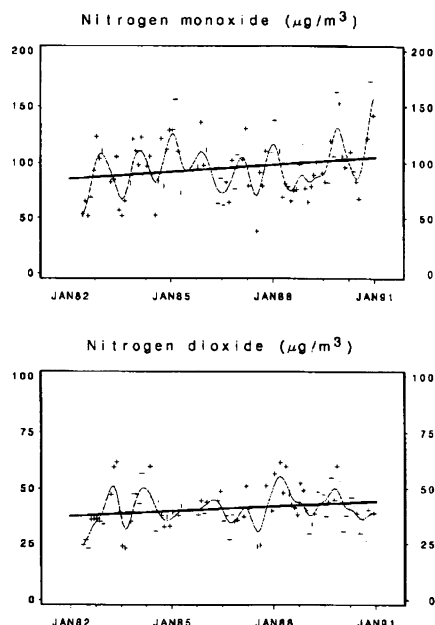 Nitrogen monoxide (μg/m³)
200 200
150 150
100 100
50 50
0 0
JAN82 JAN85 JAN88 JAN91
Nitrogen dioxide (μg/m³)
100 100
75 75
50 50
25 25
0 0
JAN82 JAN85 JAN88 JAN91